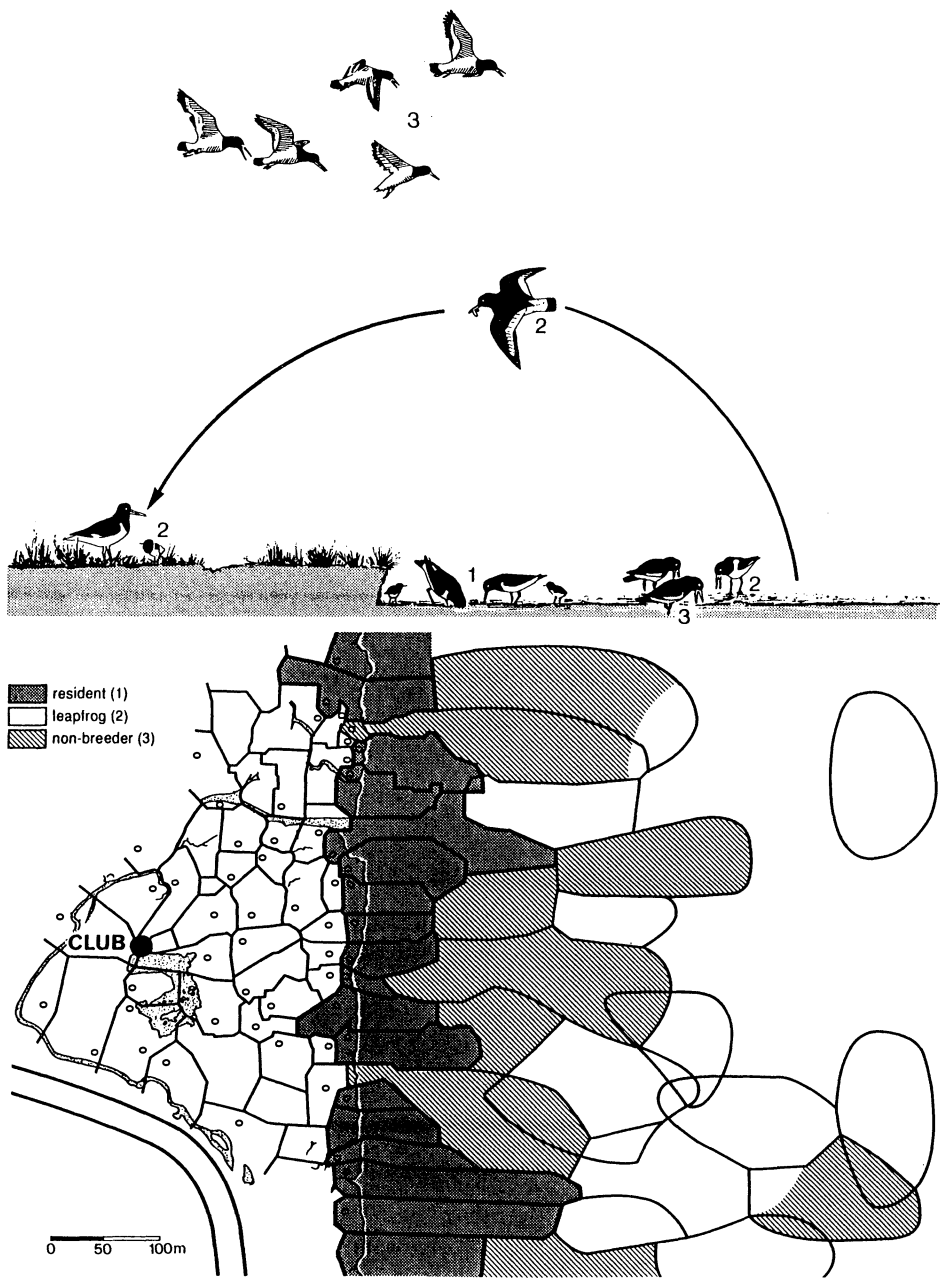 3
2
2
1
2
3
resident (1)
leapfrog (2)
non-breeder (3)
CLUB
0 50 100m